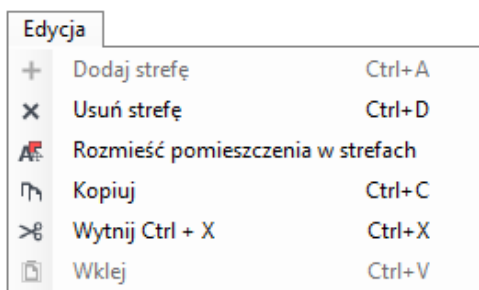 Edycja
Dodaj strefę Ctrl+A
Usuń strefę Ctrl+D
Rozmieść pomieszczenia w strefach
Kopiuj Ctrl+C
Wytnij Ctrl + X Ctrl+X
Wklej Ctrl+V